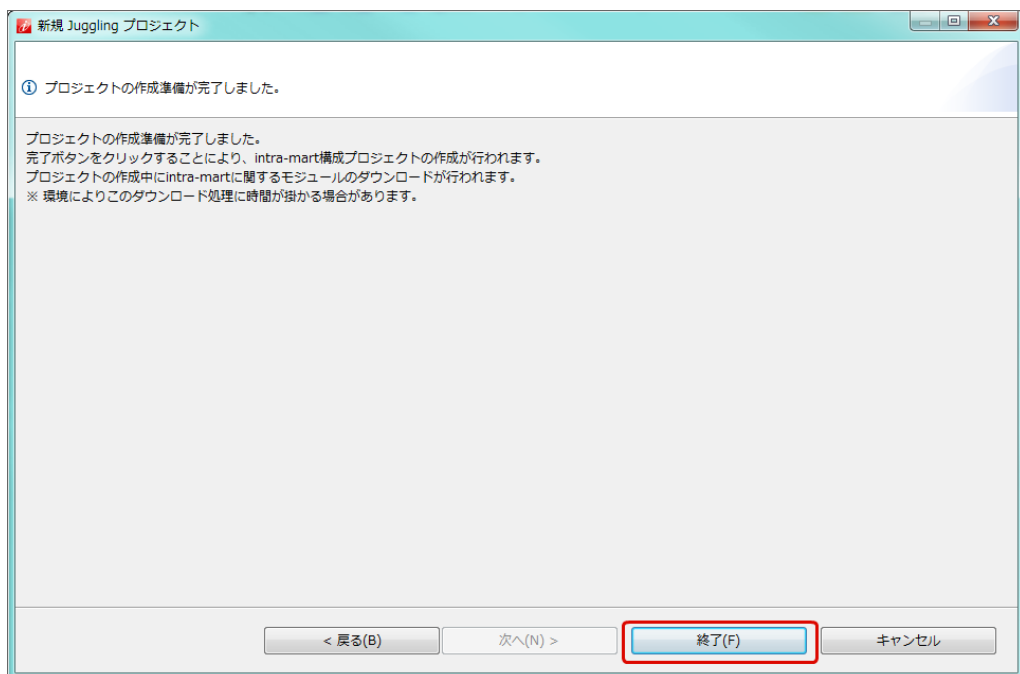 新規 Juggling プロジェクト
プロジェクトの作成準備が完了しました。
プロジェクトの作成準備が完了しました。
完了ボタンをクリックすることにより、intra-mart構成プロジェクトの作成が行われます。
プロジェクトの作成中にintra-martに関するモジュールのダウンロードが行われます。
※ 環境によりこのダウンロード処理に時間が掛かる場合があります。
< 戻る(B) 次へ(N) > 終了(F) キャンセル